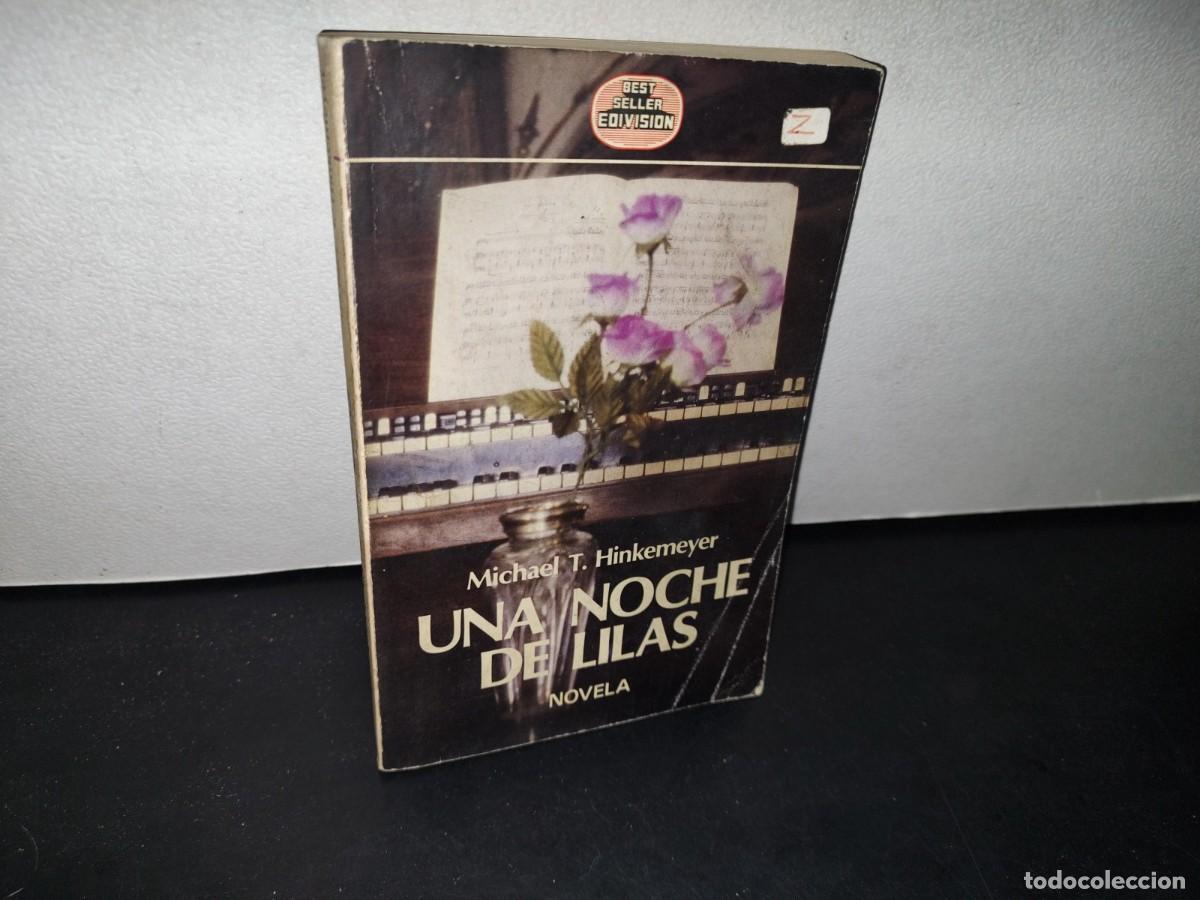 BEST
SELLER
EDIVISION
Z
Michael T. Hinkemeyer
UNA NOCHE
DE LILAS
NOVELA
todocoleccion